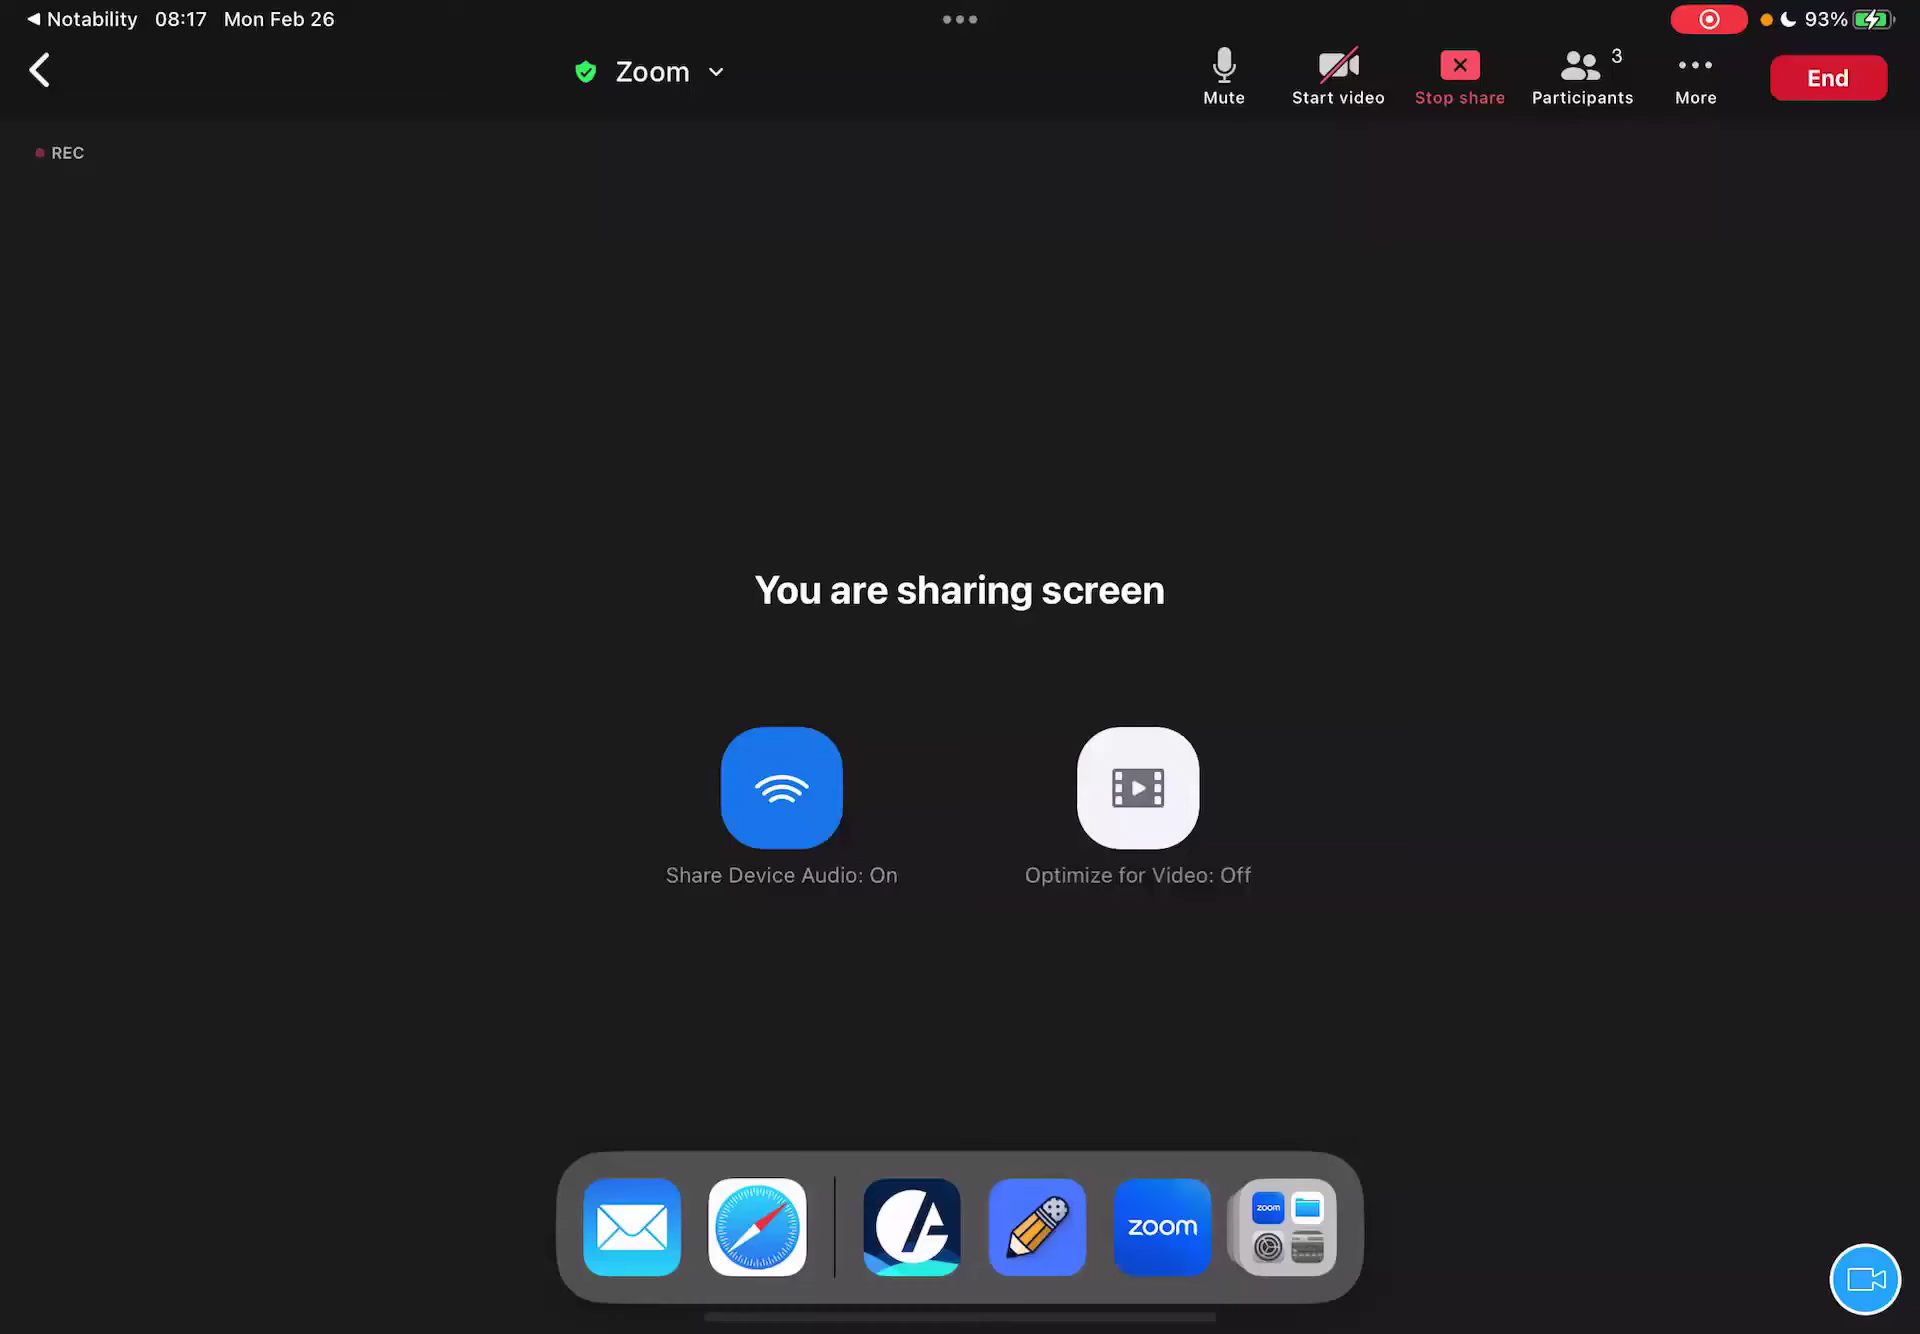 ◀ Notability 08:17 Mon Feb 26
93%
Zoom
Mute
Start video
Stop share
Participants
3
More
End
REC
You are sharing screen
Share Device Audio: On
Optimize for Video: Off
zoom
zoom